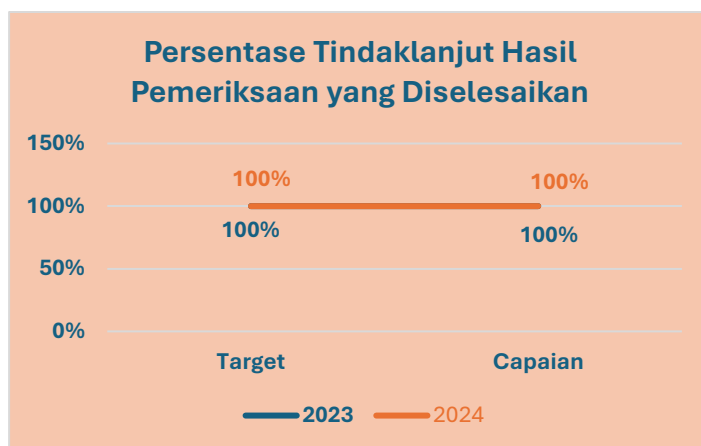 Persentase Tindaklanjut Hasil
Pemeriksaan yang Diselesaikan
150%
100%
50%
0%
100%
100%
100%
100%
Target
Capaian
2023
2024